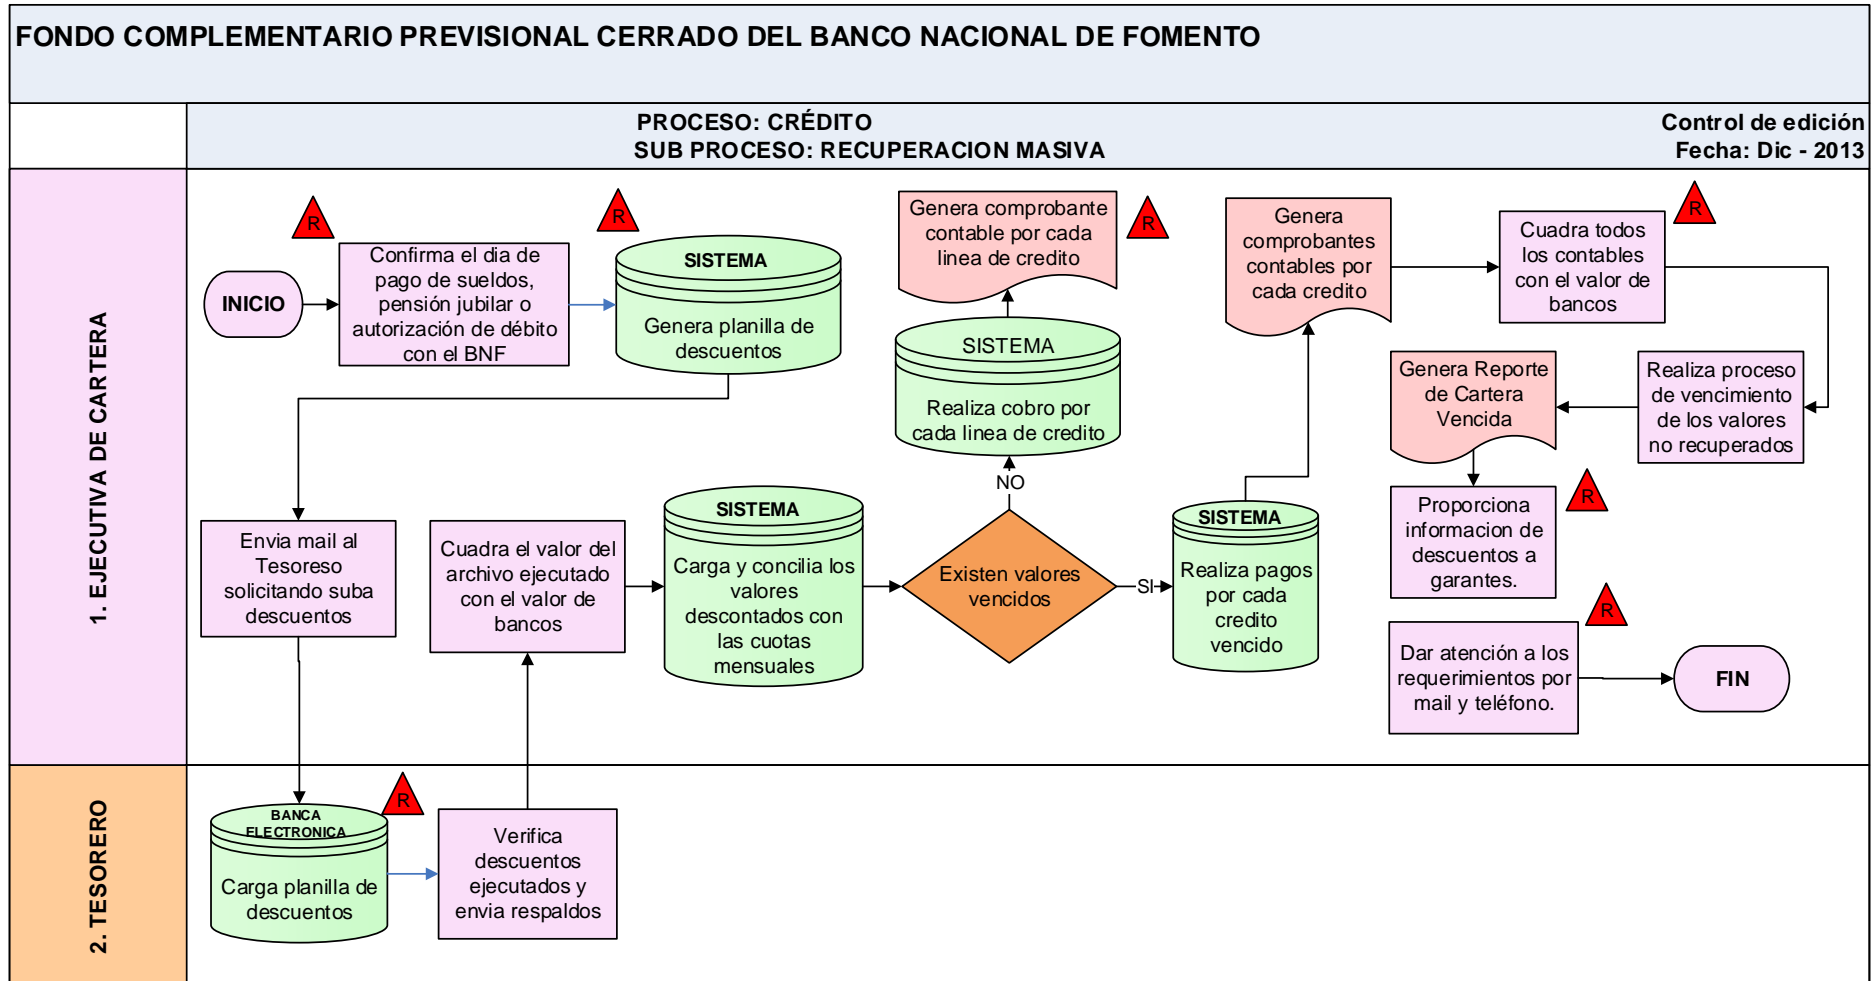 FONDO COMPLEMENTARIO PREVISIONAL CERRADO DEL BANCO NACIONAL DE FOMENTO
PROCESO: CRÉDITO
SUB PROCESO: RECUPERACION MASIVA
Control de edición
Fecha: Dic - 2013
1. EJECUTIVA DE CARTERA
INICIO
R
Confirma el dia de
pago de sueldos,
pensión jubilar o
autorización de débito
con el BNF
R
SISTEMA
Genera planilla de
descuentos
Genera comprobante
contable por cada
linea de credito
R
SISTEMA
Realiza cobro por
cada linea de credito
NO
Genera
comprobantes
contables por
cada credito
R
Cuadra todos
los contables
con el valor de
bancos
Genera Reporte
de Cartera
Vencida
Realiza proceso
de vencimiento
de los valores
no recuperados
Envia mail al
Tesoreso
solicitando suba
descuentos
Cuadra el valor del
archivo ejecutado
con el valor de
bancos
SISTEMA
Carga y concilia los
valores
descontados con
las cuotas
mensuales
Existen valores
vencidos
SI
SISTEMA
Realiza pagos
por cada
credito
vencido
R
Proporciona
informacion de
descuentos a
garantes.
R
Dar atención a los
requerimientos por
mail y teléfono.
FIN
2. TESORERO
BANCA
ELECTRONICA
Carga planilla de
descuentos
R
Verifica
descuentos
ejecutados y
envia respaldos